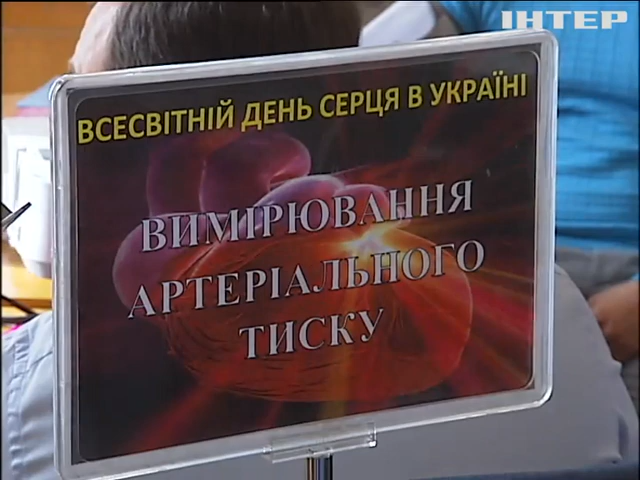 ІНТЕР
ВСЕСВІТНІЙ ДЕНЬ СЕРЦЯ В УКРАЇНІ
ВИМІРЮВАННЯ
АРТЕРІАЛЬНОГО
ТИСКУ